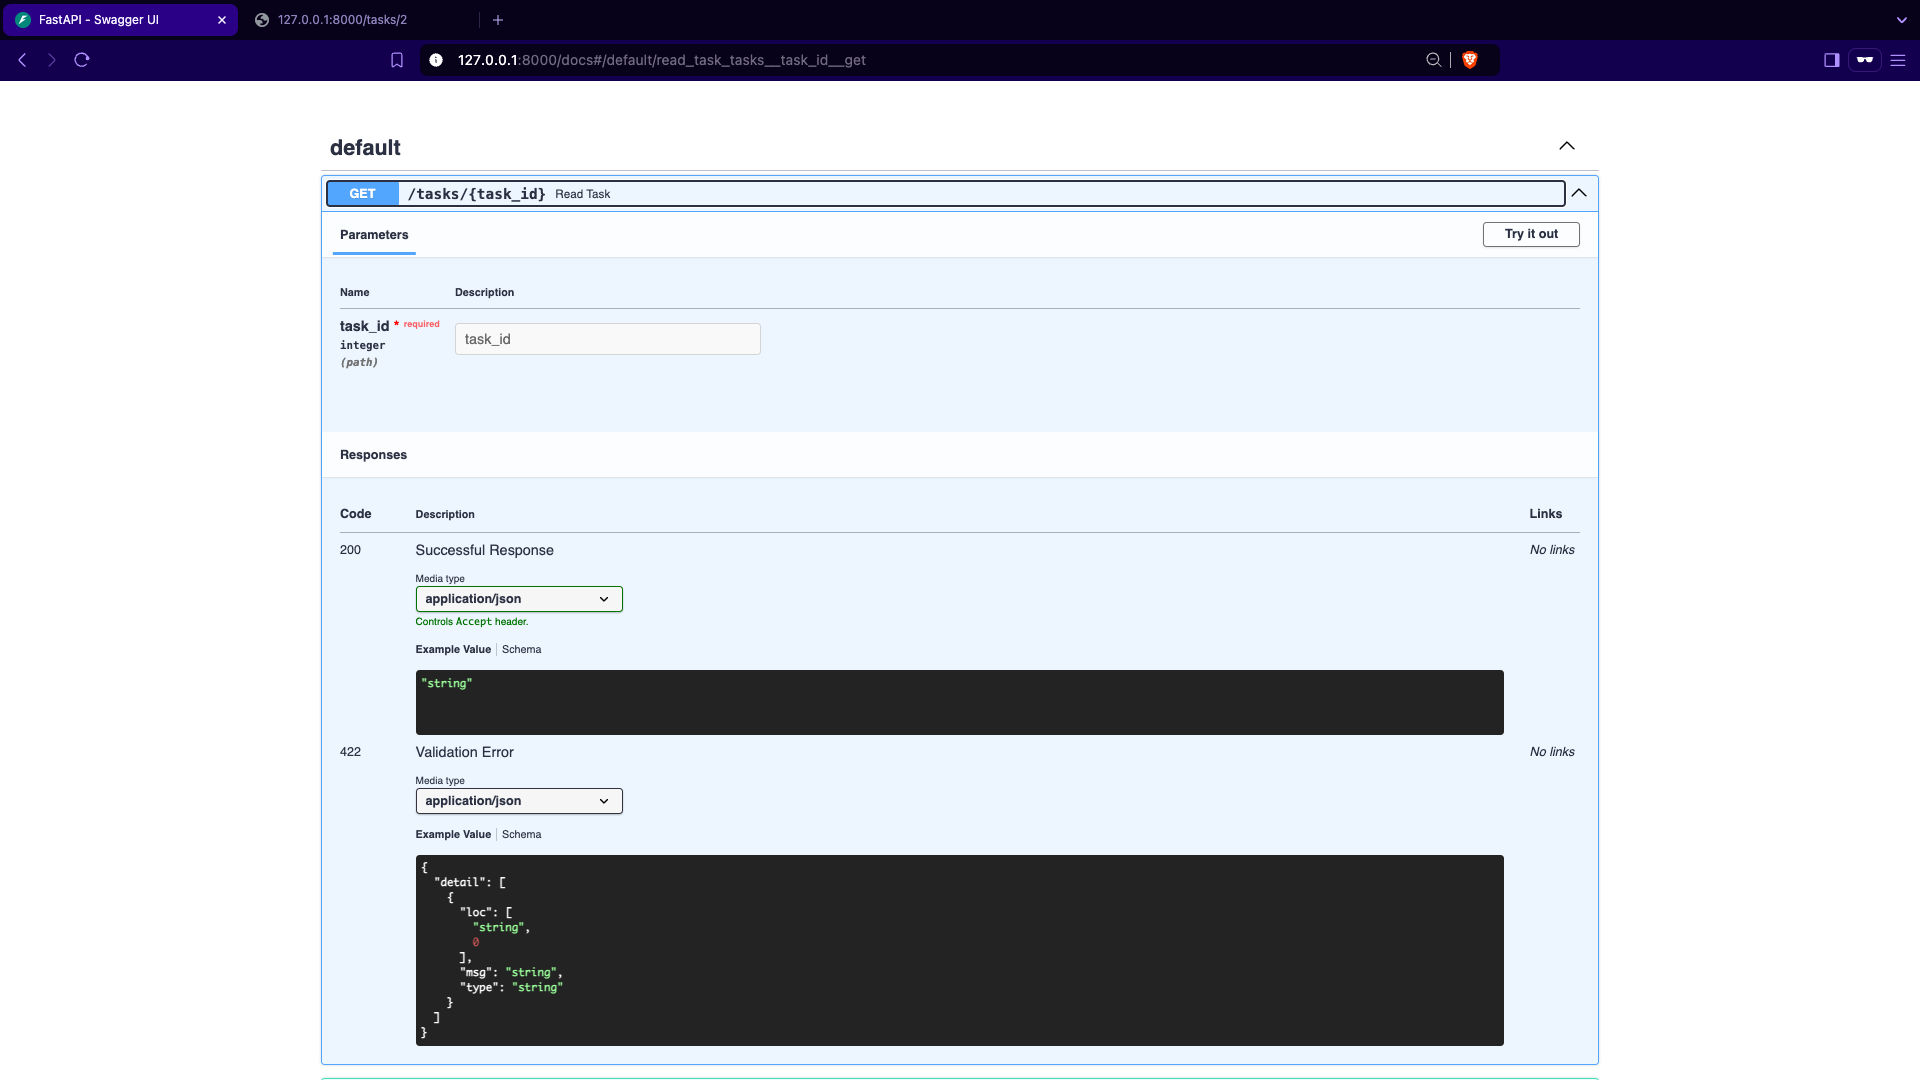 FastAPI - Swagger UI
127.0.0.1:8000/tasks/2
127.0.0.1:8000/docs#/default/read_task_tasks__task_id__get
default
GET /tasks/{task_id} Read Task
Parameters
Try it out
Name Description
task_id * required
integer
(path)
task_id
Responses
Code Description Links
200 Successful Response No links
Media type
application/json
Controls Accept header.
Example Value Schema
"string"
422 Validation Error No links
Media type
application/json
Example Value Schema
{
  "detail": [
    {
      "loc": [
        "string",
        0
      ],
      "msg": "string",
      "type": "string"
    }
  ]
}